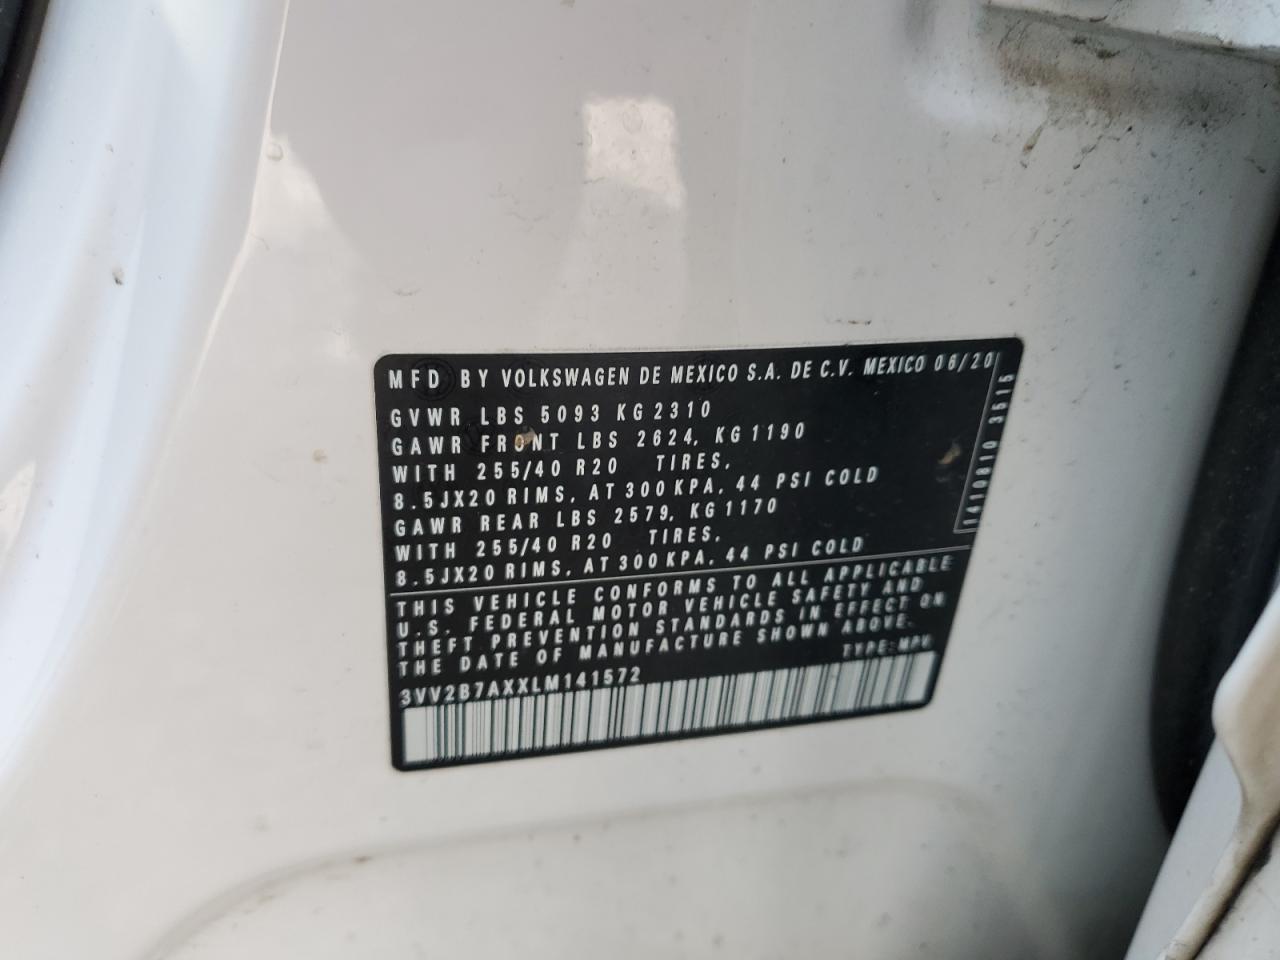 MFD BY VOLKSWAGEN DE MEXICO S.A. DE C.V. MEXICO 06/20
GVWR LBS 5093 KG 2310
GAWR FRONT LBS 2624, KG 1190
WITH 255/40 R20 TIRES,
8.5JX20 RIMS, AT 300 KPA, 44 PSI COLD
GAWR REAR LBS 2579, KG 1170
WITH 255/40 R20 TIRES,
8.5JX20 RIMS, AT 300 KPA, 44 PSI COLD
1410810 3515
THIS VEHICLE CONFORMS TO ALL APPLICABLE
U.S. FEDERAL MOTOR VEHICLE SAFETY AND
THEFT PREVENTION STANDARDS IN EFFECT ON
THE DATE OF MANUFACTURE SHOWN ABOVE.
TYPE: MPV
3VV2B7AXXLM141572